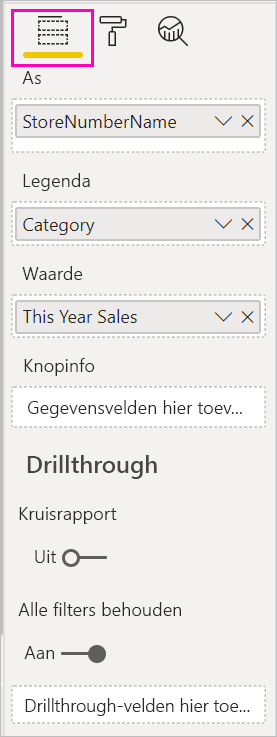 As
StoreNumberName
Legenda
Category
Waarde
This Year Sales
Knopinfo
Gegevensvelden hier toev...
Drillthrough
Kruisrapport
Uit
Alle filters behouden
Aan
Drillthrough-velden hier toe...